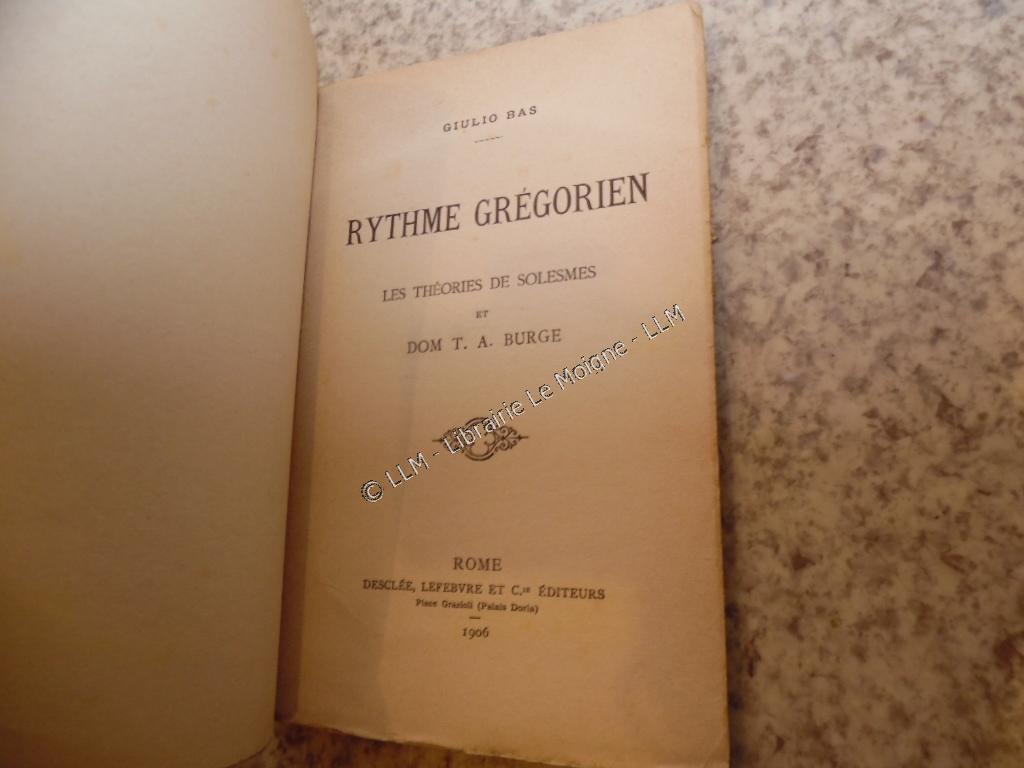 GIULIO BAS
RYTHME GRÉGORIEN
LES THÉORIES DE SOLESMES
ET
DOM T. A. BURGE
© LLM - Librairie Le Moigne - LLM
ROME
DESCLÉE, LEFEBVRE ET C.ie ÉDITEURS
Place Grazioli (Palais Doria)
1906